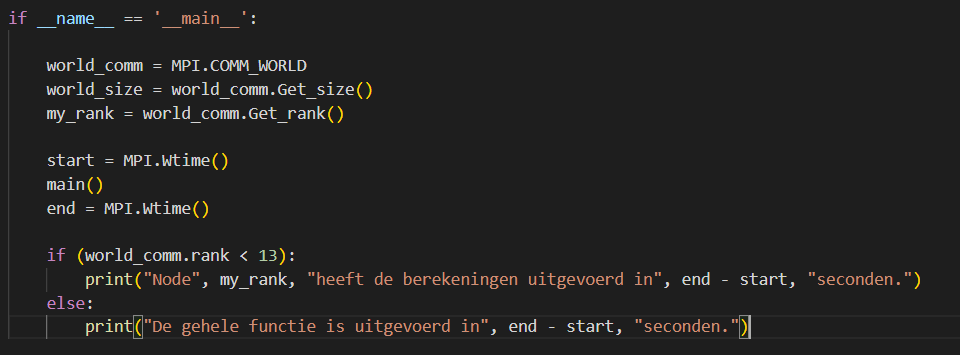 if __name__ == '__main__':
world_comm = MPI.COMM_WORLD
world_size = world_comm.Get_size()
my_rank = world_comm.Get_rank()
start = MPI.Wtime()
main()
end = MPI.Wtime()
if (world_comm.rank < 13):
print("Node", my_rank, "heeft de berekeningen uitgevoerd in", end - start, "seconden.")
else:
print("De gehele functie is uitgevoerd in", end - start, "seconden.")